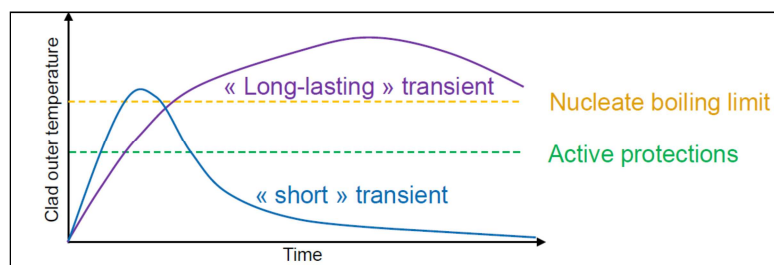 Clad outer temperature
« Long-lasting » transient
Nucleate boiling limit
Active protections
« short » transient
Time